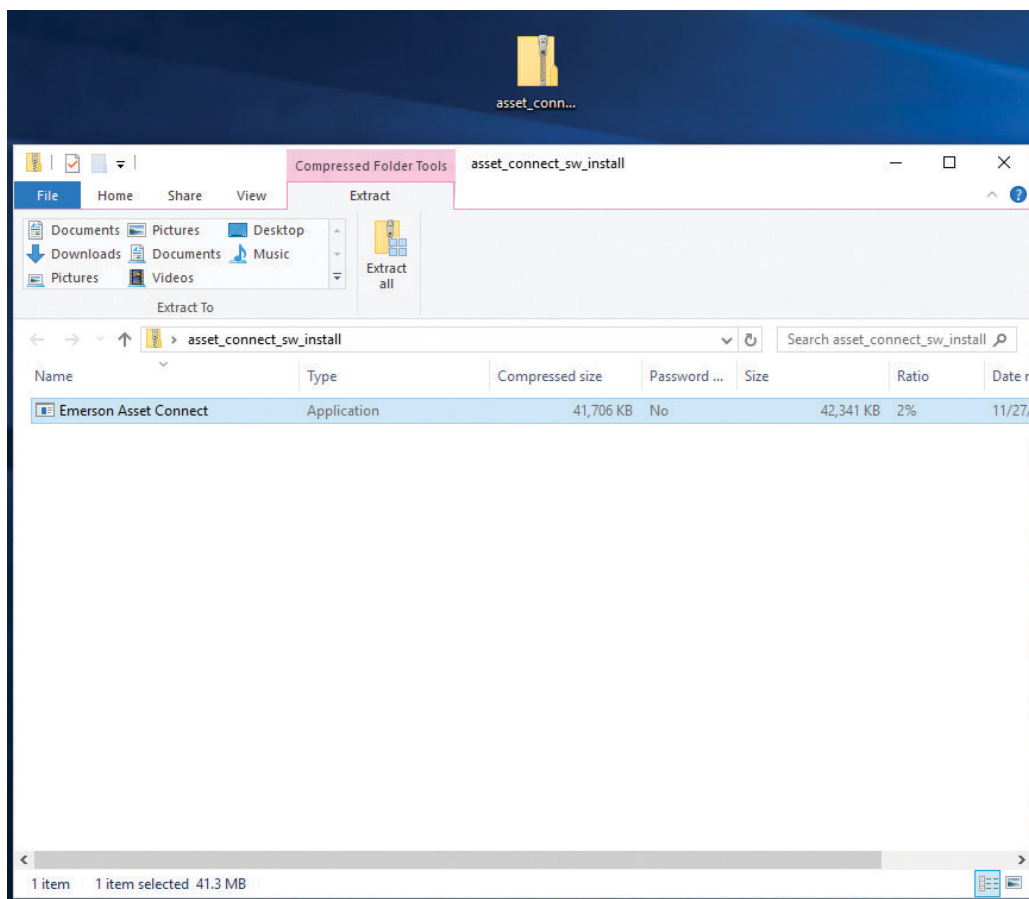 asset_conn...
Compressed Folder Tools asset_connect_sw_install
File Home Share View Extract
Documents Pictures Desktop
Downloads Documents Music
Pictures Videos
Extract all
Extract To
asset_connect_sw_install Search asset_connect_sw_install
Name Type Compressed size Password ... Size Ratio Date r
Emerson Asset Connect Application 41,706 KB No 42,341 KB 2% 11/27/
1 item 1 item selected 41.3 MB